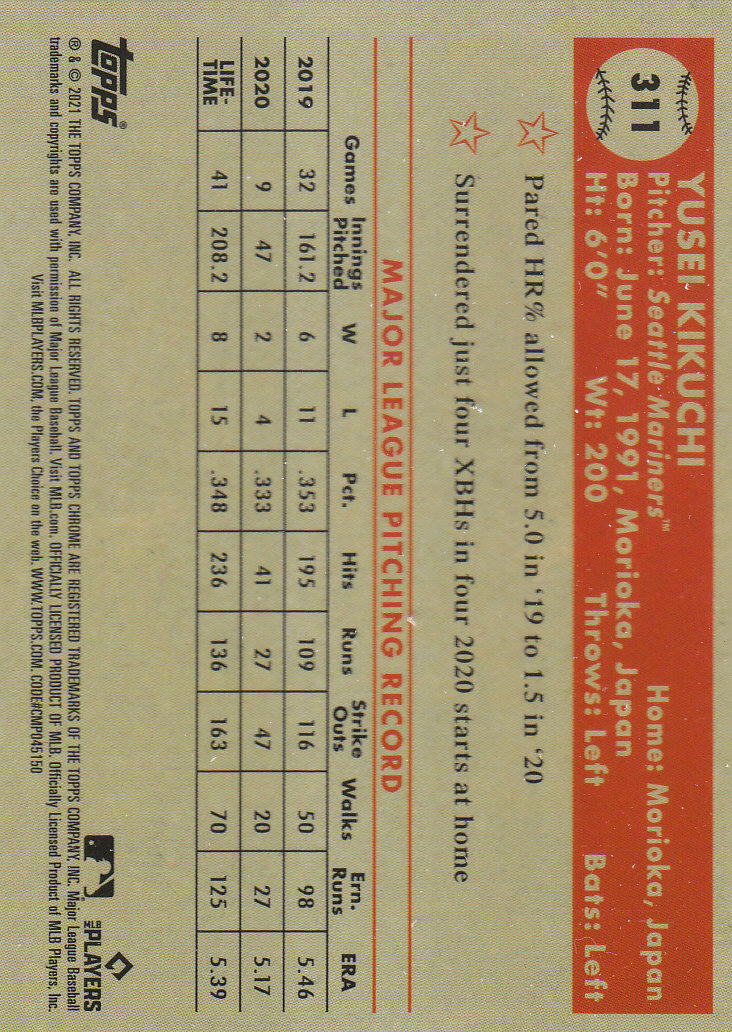 311
YUSEI KIKUCHI
Pitcher: Seattle Mariners™ Home: Morioka, Japan
Born: June 17, 1991, Morioka, Japan
Ht: 6'0" Wt: 200 Throws: Left Bats: Left
Pared HR% allowed from 5.0 in ‘19 to 1.5 in ‘20
Surrendered just four XBHs in four 2020 starts at home
MAJOR LEAGUE PITCHING RECORD
Games Innings Pitched W L Pct. Hits Runs Strike Outs Walks Ern. Runs ERA
2019 32 161.2 6 11 .353 195 109 116 50 98 5.46
2020 9 47 2 4 .333 41 27 47 20 27 5.17
LIFE-TIME 41 208.2 8 15 .348 236 136 163 70 125 5.39
topps®
MLB PLAYERS
® & © 2021 THE TOPPS COMPANY, INC. ALL RIGHTS RESERVED. TOPPS AND TOPPS CHROME ARE REGISTERED TRADEMARKS OF THE TOPPS COMPANY, INC. Major League Baseball
trademarks and copyrights are used with permission of Major League Baseball. Visit MLB.com. OFFICIALLY LICENSED PRODUCT OF MLB. Officially Licensed Product of MLB Players, Inc.
Visit MLBPLAYERS.COM, the Players Choice on the web. WWW.TOPPS.COM. CODE#CMP045150